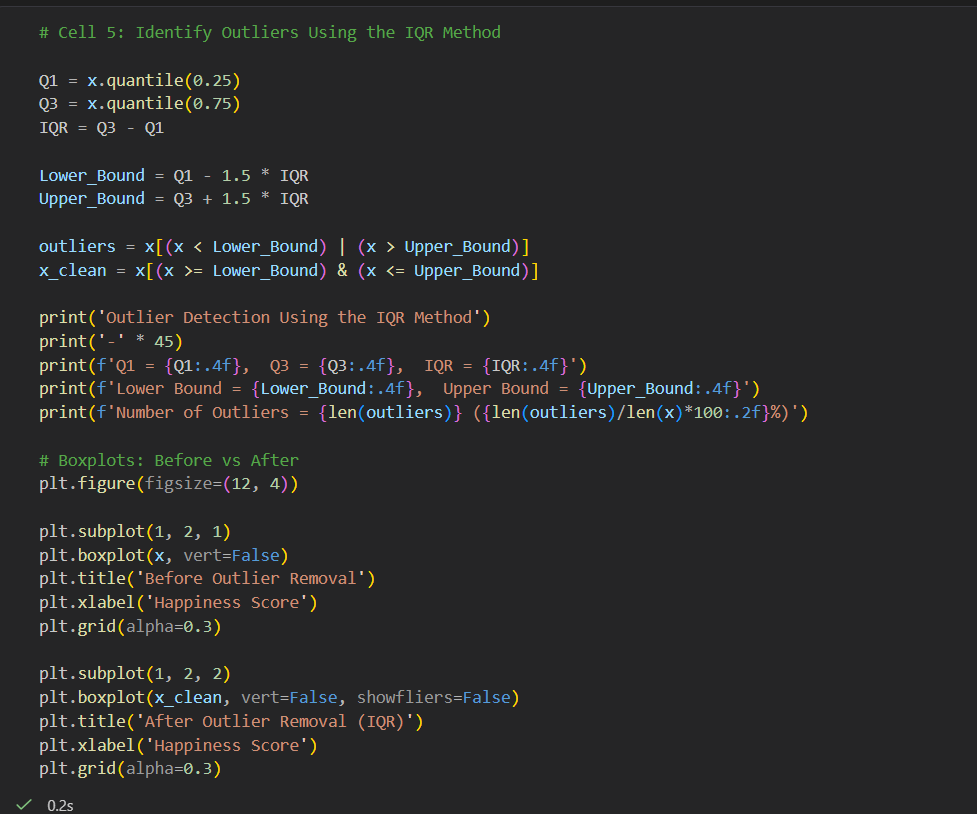 # Cell 5: Identify Outliers Using the IQR Method
Q1 = x.quantile(0.25)
Q3 = x.quantile(0.75)
IQR = Q3 - Q1
Lower_Bound = Q1 - 1.5 * IQR
Upper_Bound = Q3 + 1.5 * IQR
outliers = x[(x < Lower_Bound) | (x > Upper_Bound)]
x_clean = x[(x >= Lower_Bound) & (x <= Upper_Bound)]
print('Outlier Detection Using the IQR Method')
print('-' * 45)
print(f'Q1 = {Q1:.4f},  Q3 = {Q3:.4f},  IQR = {IQR:.4f}')
print(f'Lower Bound = {Lower_Bound:.4f},  Upper Bound = {Upper_Bound:.4f}')
print(f'Number of Outliers = {len(outliers)} ({len(outliers)/len(x)*100:.2f}%)')
# Boxplots: Before vs After
plt.figure(figsize=(12, 4))
plt.subplot(1, 2, 1)
plt.boxplot(x, vert=False)
plt.title('Before Outlier Removal')
plt.xlabel('Happiness Score')
plt.grid(alpha=0.3)
plt.subplot(1, 2, 2)
plt.boxplot(x_clean, vert=False, showfliers=False)
plt.title('After Outlier Removal (IQR)')
plt.xlabel('Happiness Score')
plt.grid(alpha=0.3)
0.2s